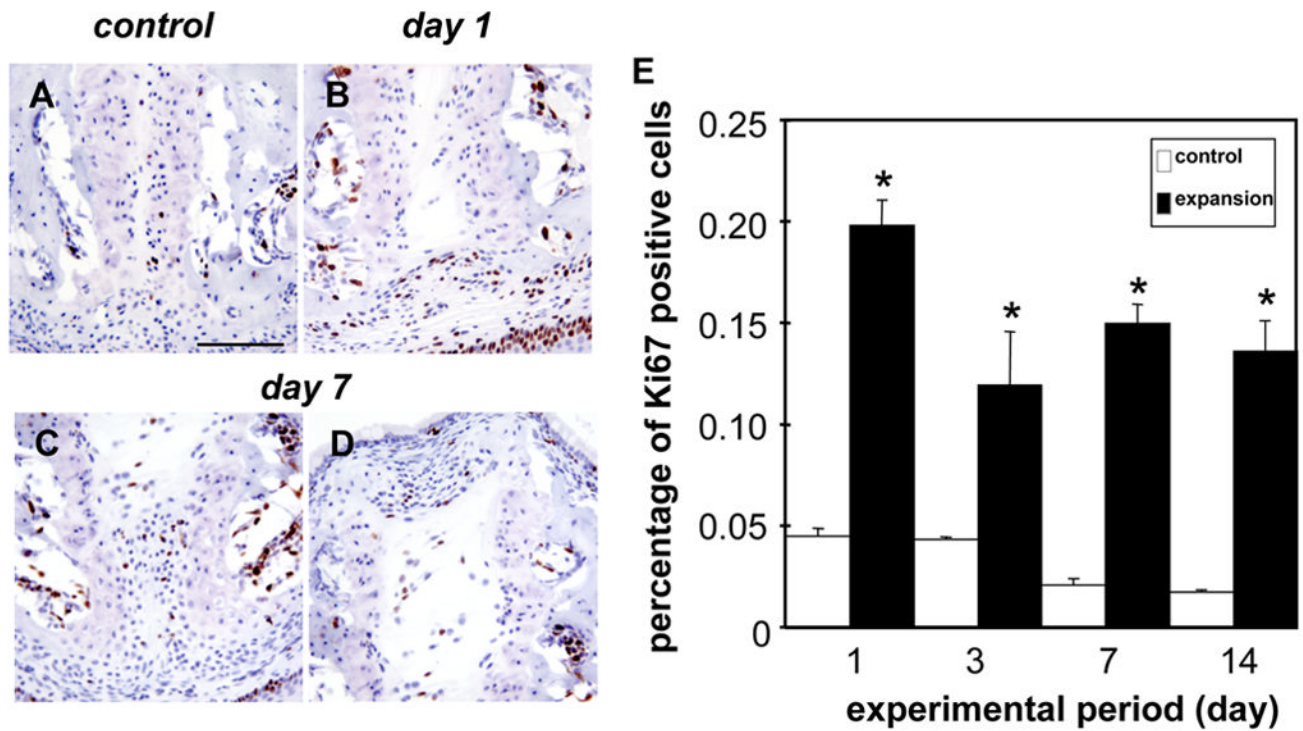 control
day 1
A
B
day 7
C
D
E
percentage of Ki67 positive cells
0.25
0.20
0.15
0.10
0.05
0
control
expansion
*
*
*
*
1
3
7
14
experimental period (day)